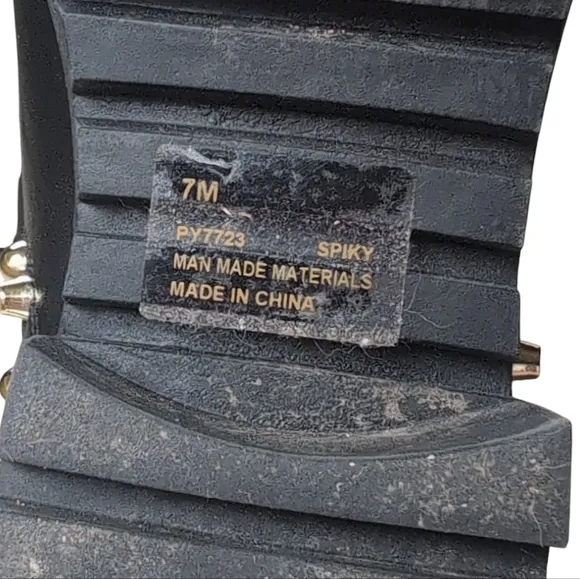 7M
PY7723 SPIKY
MAN MADE MATERIALS
MADE IN CHINA